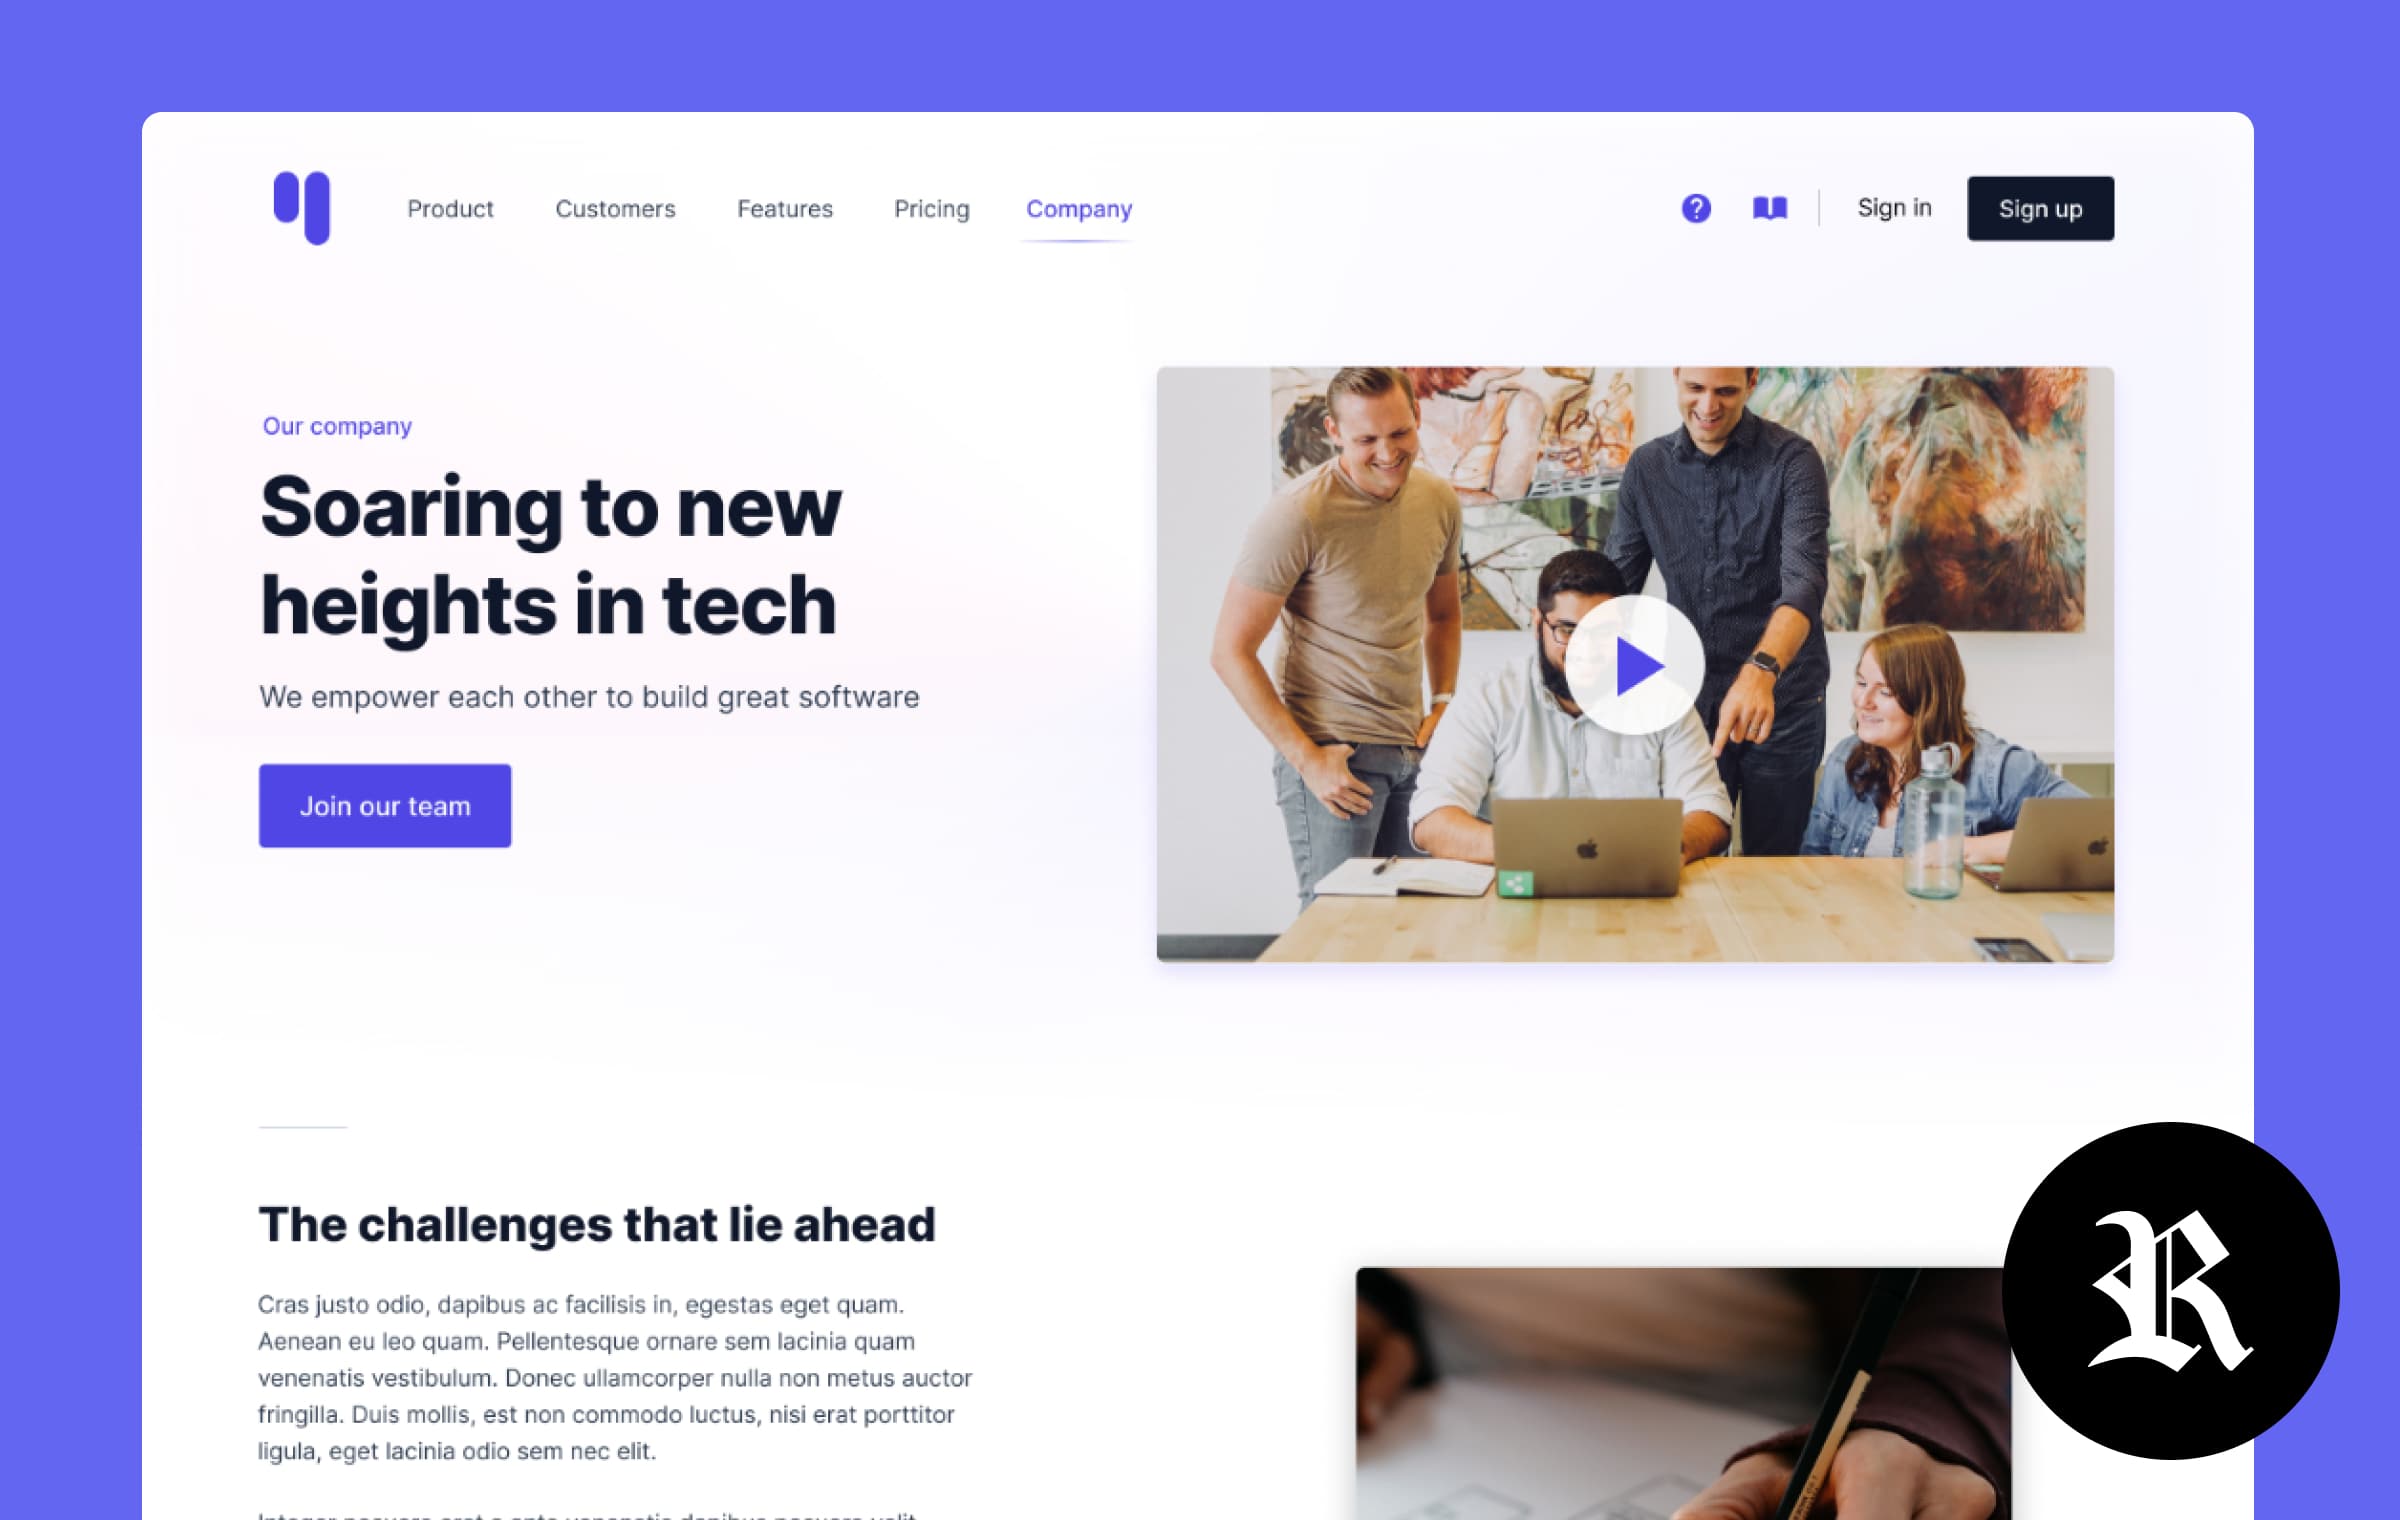 Product Customers Features Pricing Company Sign in Sign up
Our company
Soaring to new
heights in tech
We empower each other to build great software
Join our team
The challenges that lie ahead
Cras justo odio, dapibus ac facilisis in, egestas eget quam.
Aenean eu leo quam. Pellentesque ornare sem lacinia quam
venenatis vestibulum. Donec ullamcorper nulla non metus auctor
fringilla. Duis mollis, est non commodo luctus, nisi erat porttitor
ligula, eget lacinia odio sem nec elit.
R